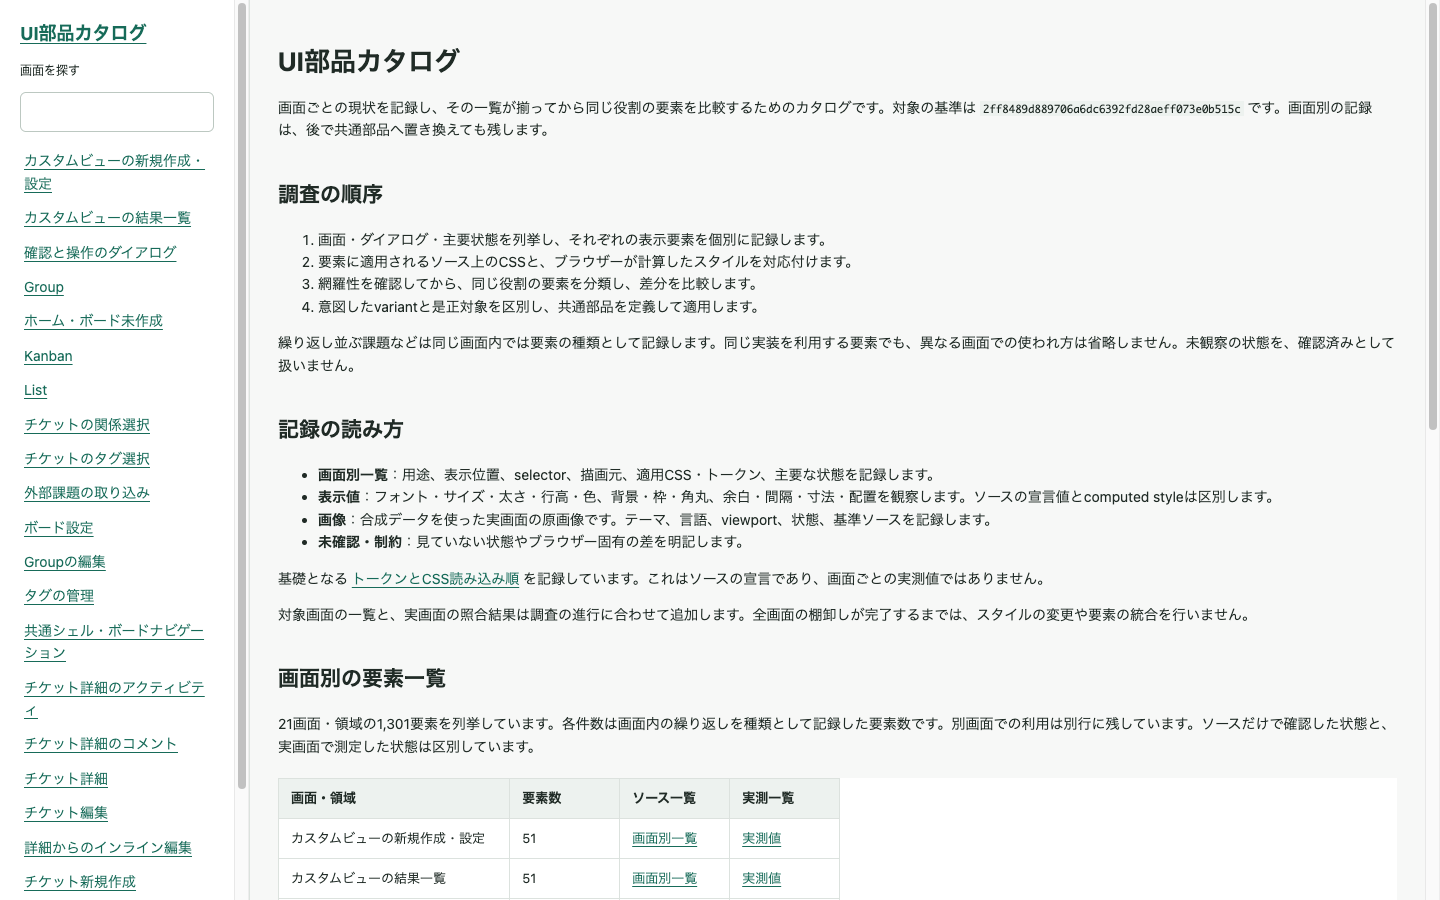 UI部品カタログ
画面を探す
カスタムビューの新規作成・
設定
カスタムビューの結果一覧
確認と操作のダイアログ
Group
ホーム・ボード未作成
Kanban
List
チケットの関係選択
チケットのタグ選択
外部課題の取り込み
ボード設定
Groupの編集
タグの管理
共通シェル・ボードナビゲー
ション
チケット詳細のアクティビテ
ィ
チケット詳細のコメント
チケット詳細
チケット編集
詳細からのインライン編集
チケット新規作成
UI部品カタログ
画面ごとの現状を記録し、その一覧が揃ってから同じ役割の要素を比較するためのカタログです。対象の基準は 2ff8489d889706a6dc6392fd28aeff073e0b515c です。画面別の記録
は、後で共通部品へ置き換えても残します。
調査の順序
1. 画面・ダイアログ・主要状態を列挙し、それぞれの表示要素を個別に記録します。
2. 要素に適用されるソース上のCSSと、ブラウザーが計算したスタイルを対応付けます。
3. 網羅性を確認してから、同じ役割の要素を分類し、差分を比較します。
4. 意図したvariantと是正対象を区別し、共通部品を定義して適用します。
繰り返し並ぶ課題などは同じ画面内では要素の種類として記録します。同じ実装を利用する要素でも、異なる画面での使われ方は省略しません。未観察の状態を、確認済みとして
扱いません。
記録の読み方
• 画面別一覧：用途、表示位置、selector、描画元、適用CSS・トークン、主要な状態を記録します。
• 表示値：フォント・サイズ・太さ・行高・色、背景・枠・角丸、余白・間隔・寸法・配置を観察します。ソースの宣言値とcomputed styleは区別します。
• 画像：合成データを使った実画面の原画像です。テーマ、言語、viewport、状態、基準ソースを記録します。
• 未確認・制約：見ていない状態やブラウザー固有の差を明記します。
基礎となる トークンとCSS読み込み順 を記録しています。これはソースの宣言であり、画面ごとの実測値ではありません。
対象画面の一覧と、実画面の照合結果は調査の進行に合わせて追加します。全画面の棚卸しが完了するまでは、スタイルの変更や要素の統合を行いません。
画面別の要素一覧
21画面・領域の1,301要素を列挙しています。各件数は画面内の繰り返しを種類として記録した要素数です。別画面での利用は別行に残しています。ソースだけで確認した状態と、
実画面で測定した状態は区別しています。
画面・領域 要素数 ソース一覧 実測一覧
カスタムビューの新規作成・設定 51 画面別一覧 実測値
カスタムビューの結果一覧 51 画面別一覧 実測値